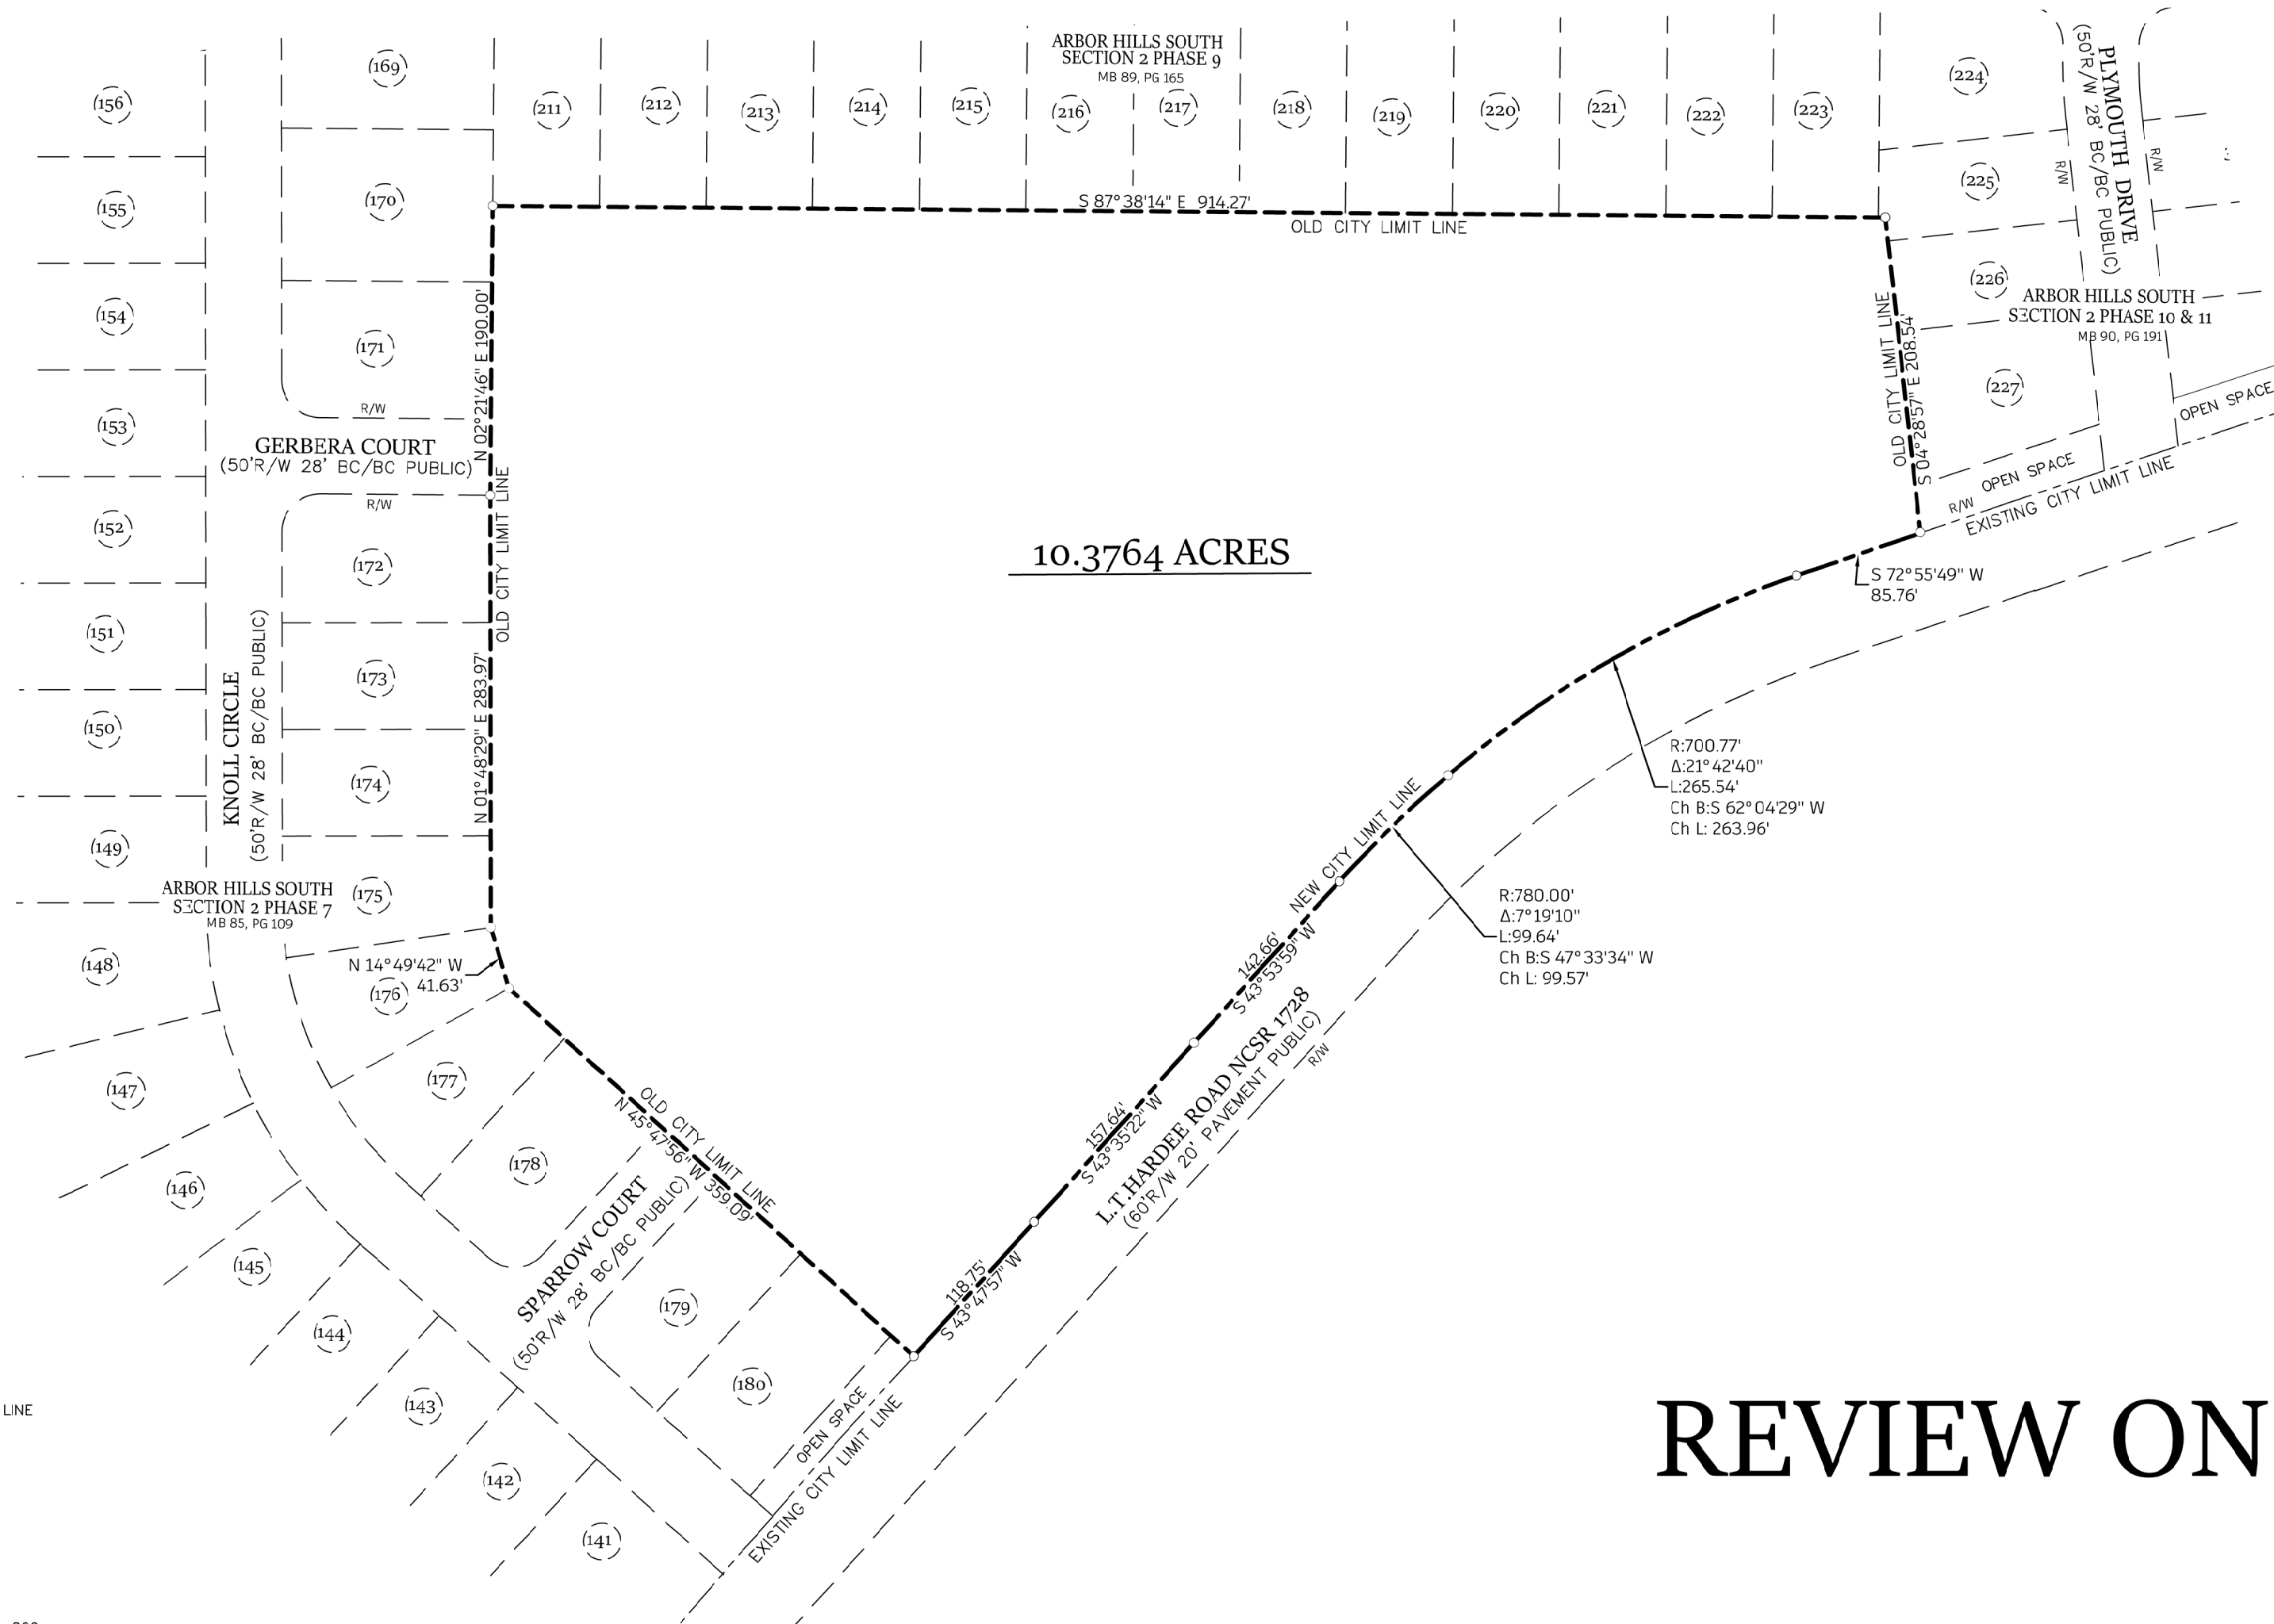 ARBOR HILLS SOUTH
SECTION 2 PHASE 9
MB 89, PG 165
(156)
(155)
(154)
(153)
(152)
(151)
(150)
(149)
(148)
(147)
(146)
(145)
(144)
(143)
(142)
(141)
(169)
(170)
(171)
(172)
(173)
(174)
(175)
(176)
(177)
(178)
(179)
(180)
(211)
(212)
(213)
(214)
(215)
(216)
(217)
(218)
(219)
(220)
(221)
(222)
(223)
(224)
(225)
(226)
(227)
PLYMOUTH DRIVE
(50'R/W 28' BC/BC PUBLIC)
R/W
R/W
S 87°38'14" E 914.27'
OLD CITY LIMIT LINE
N 02°21'46" E 190.00'
OLD CITY LIMIT LINE
N 01°48'29" E 283.97'
R/W
GERBERA COURT
(50'R/W 28' BC/BC PUBLIC)
R/W
KNOLL CIRCLE
(50'R/W 28' BC/BC PUBLIC)
ARBOR HILLS SOUTH
SECTION 2 PHASE 7
MB 85, PG 109
N 14°49'42" W
41.63'
10.3764 ACRES
OLD CITY LIMIT LINE
S 04°28'57" E 208.54'
ARBOR HILLS SOUTH
SECTION 2 PHASE 10 & 11
MB 90, PG 191
OPEN SPACE
OPEN SPACE
R/W
EXISTING CITY LIMIT LINE
S 72°55'49" W
85.76'
R:700.77'
Δ:21°42'40"
L:265.54'
Ch B:S 62°04'29" W
Ch L: 263.96'
NEW CITY LIMIT LINE
R:780.00'
Δ:7°19'10"
L:99.64'
Ch B:S 47°33'34" W
Ch L: 99.57'
142.66'
S 43°53'59" W
157.64'
S 43°35'22" W
118.75'
S 43°47'57" W
L.T.HARDEE ROAD NCSR 1728
(60'R/W 20' PAVEMENT PUBLIC)
R/W
OLD CITY LIMIT LINE
N 45°47'56" W 359.09'
SPARROW COURT
(50'R/W 28' BC/BC PUBLIC)
OPEN SPACE
EXISTING CITY LIMIT LINE
LINE
REVIEW ON